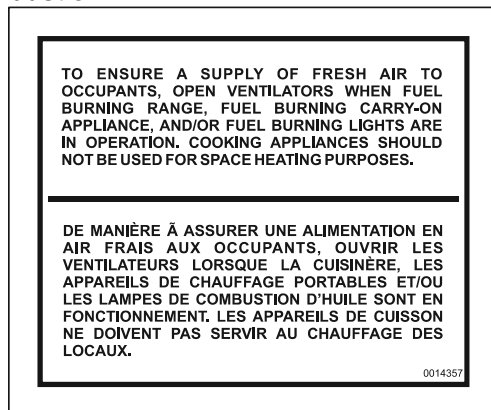 TO ENSURE A SUPPLY OF FRESH AIR TO
OCCUPANTS, OPEN VENTILATORS WHEN FUEL
BURNING RANGE, FUEL BURNING CARRY-ON
APPLIANCE, AND/OR FUEL BURNING LIGHTS ARE
IN OPERATION. COOKING APPLIANCES SHOULD
NOT BE USED FOR SPACE HEATING PURPOSES.
DE MANIÈRE Ã ASSURER UNE ALIMENTATION EN
AIR FRAIS AUX OCCUPANTS, OUVRIR LES
VENTILATEURS LORSQUE LA CUISINÈRE, LES
APPAREILS DE CHAUFFAGE PORTABLES ET/OU
LES LAMPES DE COMBUSTION D'HUILE SONT EN
FONCTIONNEMENT. LES APPAREILS DE CUISSON
NE DOIVENT PAS SERVIR AU CHAUFFAGE DES
LOCAUX.
0014357